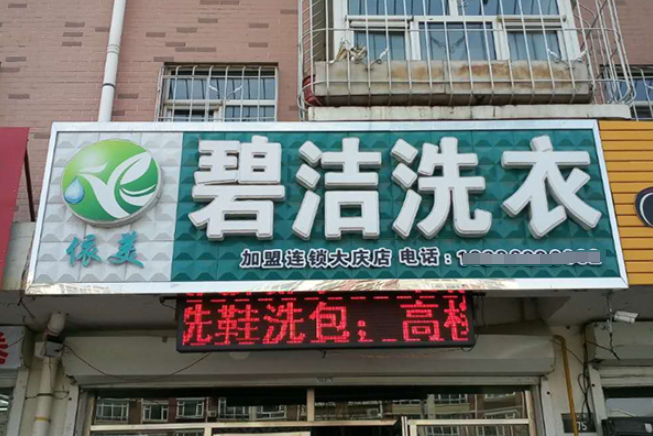 碧洁洗衣
依美
加盟连锁大庆店 电话:
洗鞋洗包:高档